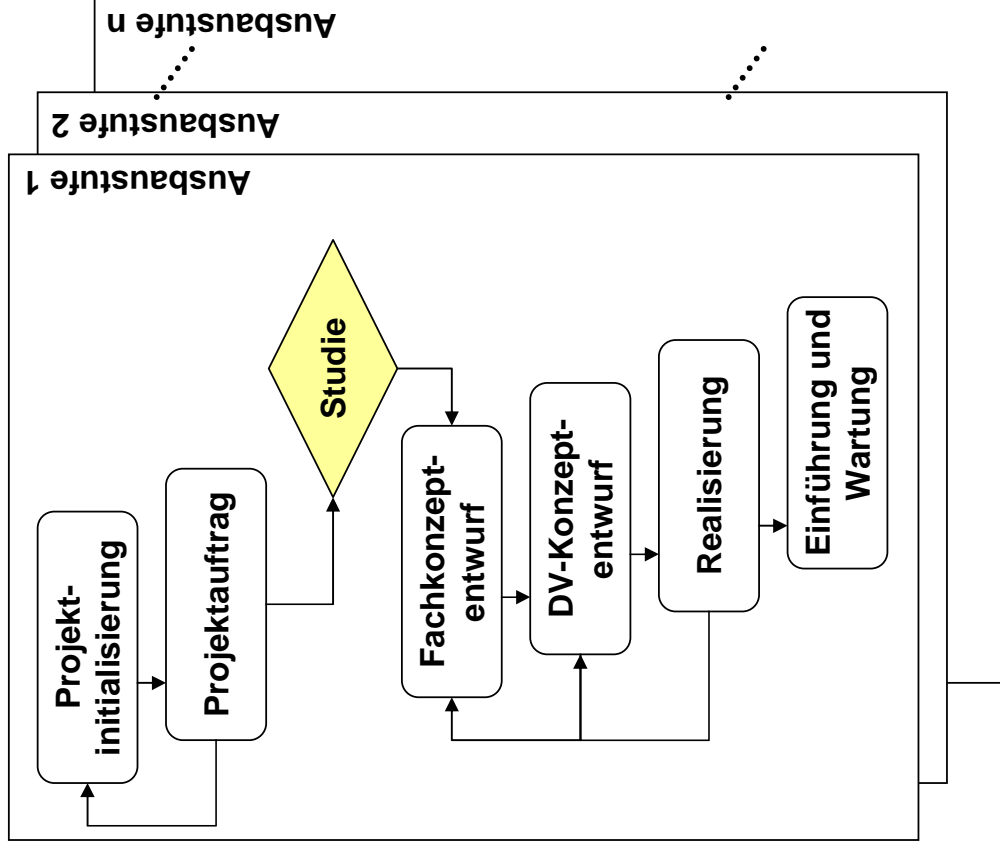 Ausbaustufe n
Ausbaustufe 2
Ausbaustufe 1
Projekt-
initialisierung
Projektauftrag
Studie
Fachkonzept-
entwurf
DV-Konzept-
entwurf
Realisierung
Einführung und
Wartung